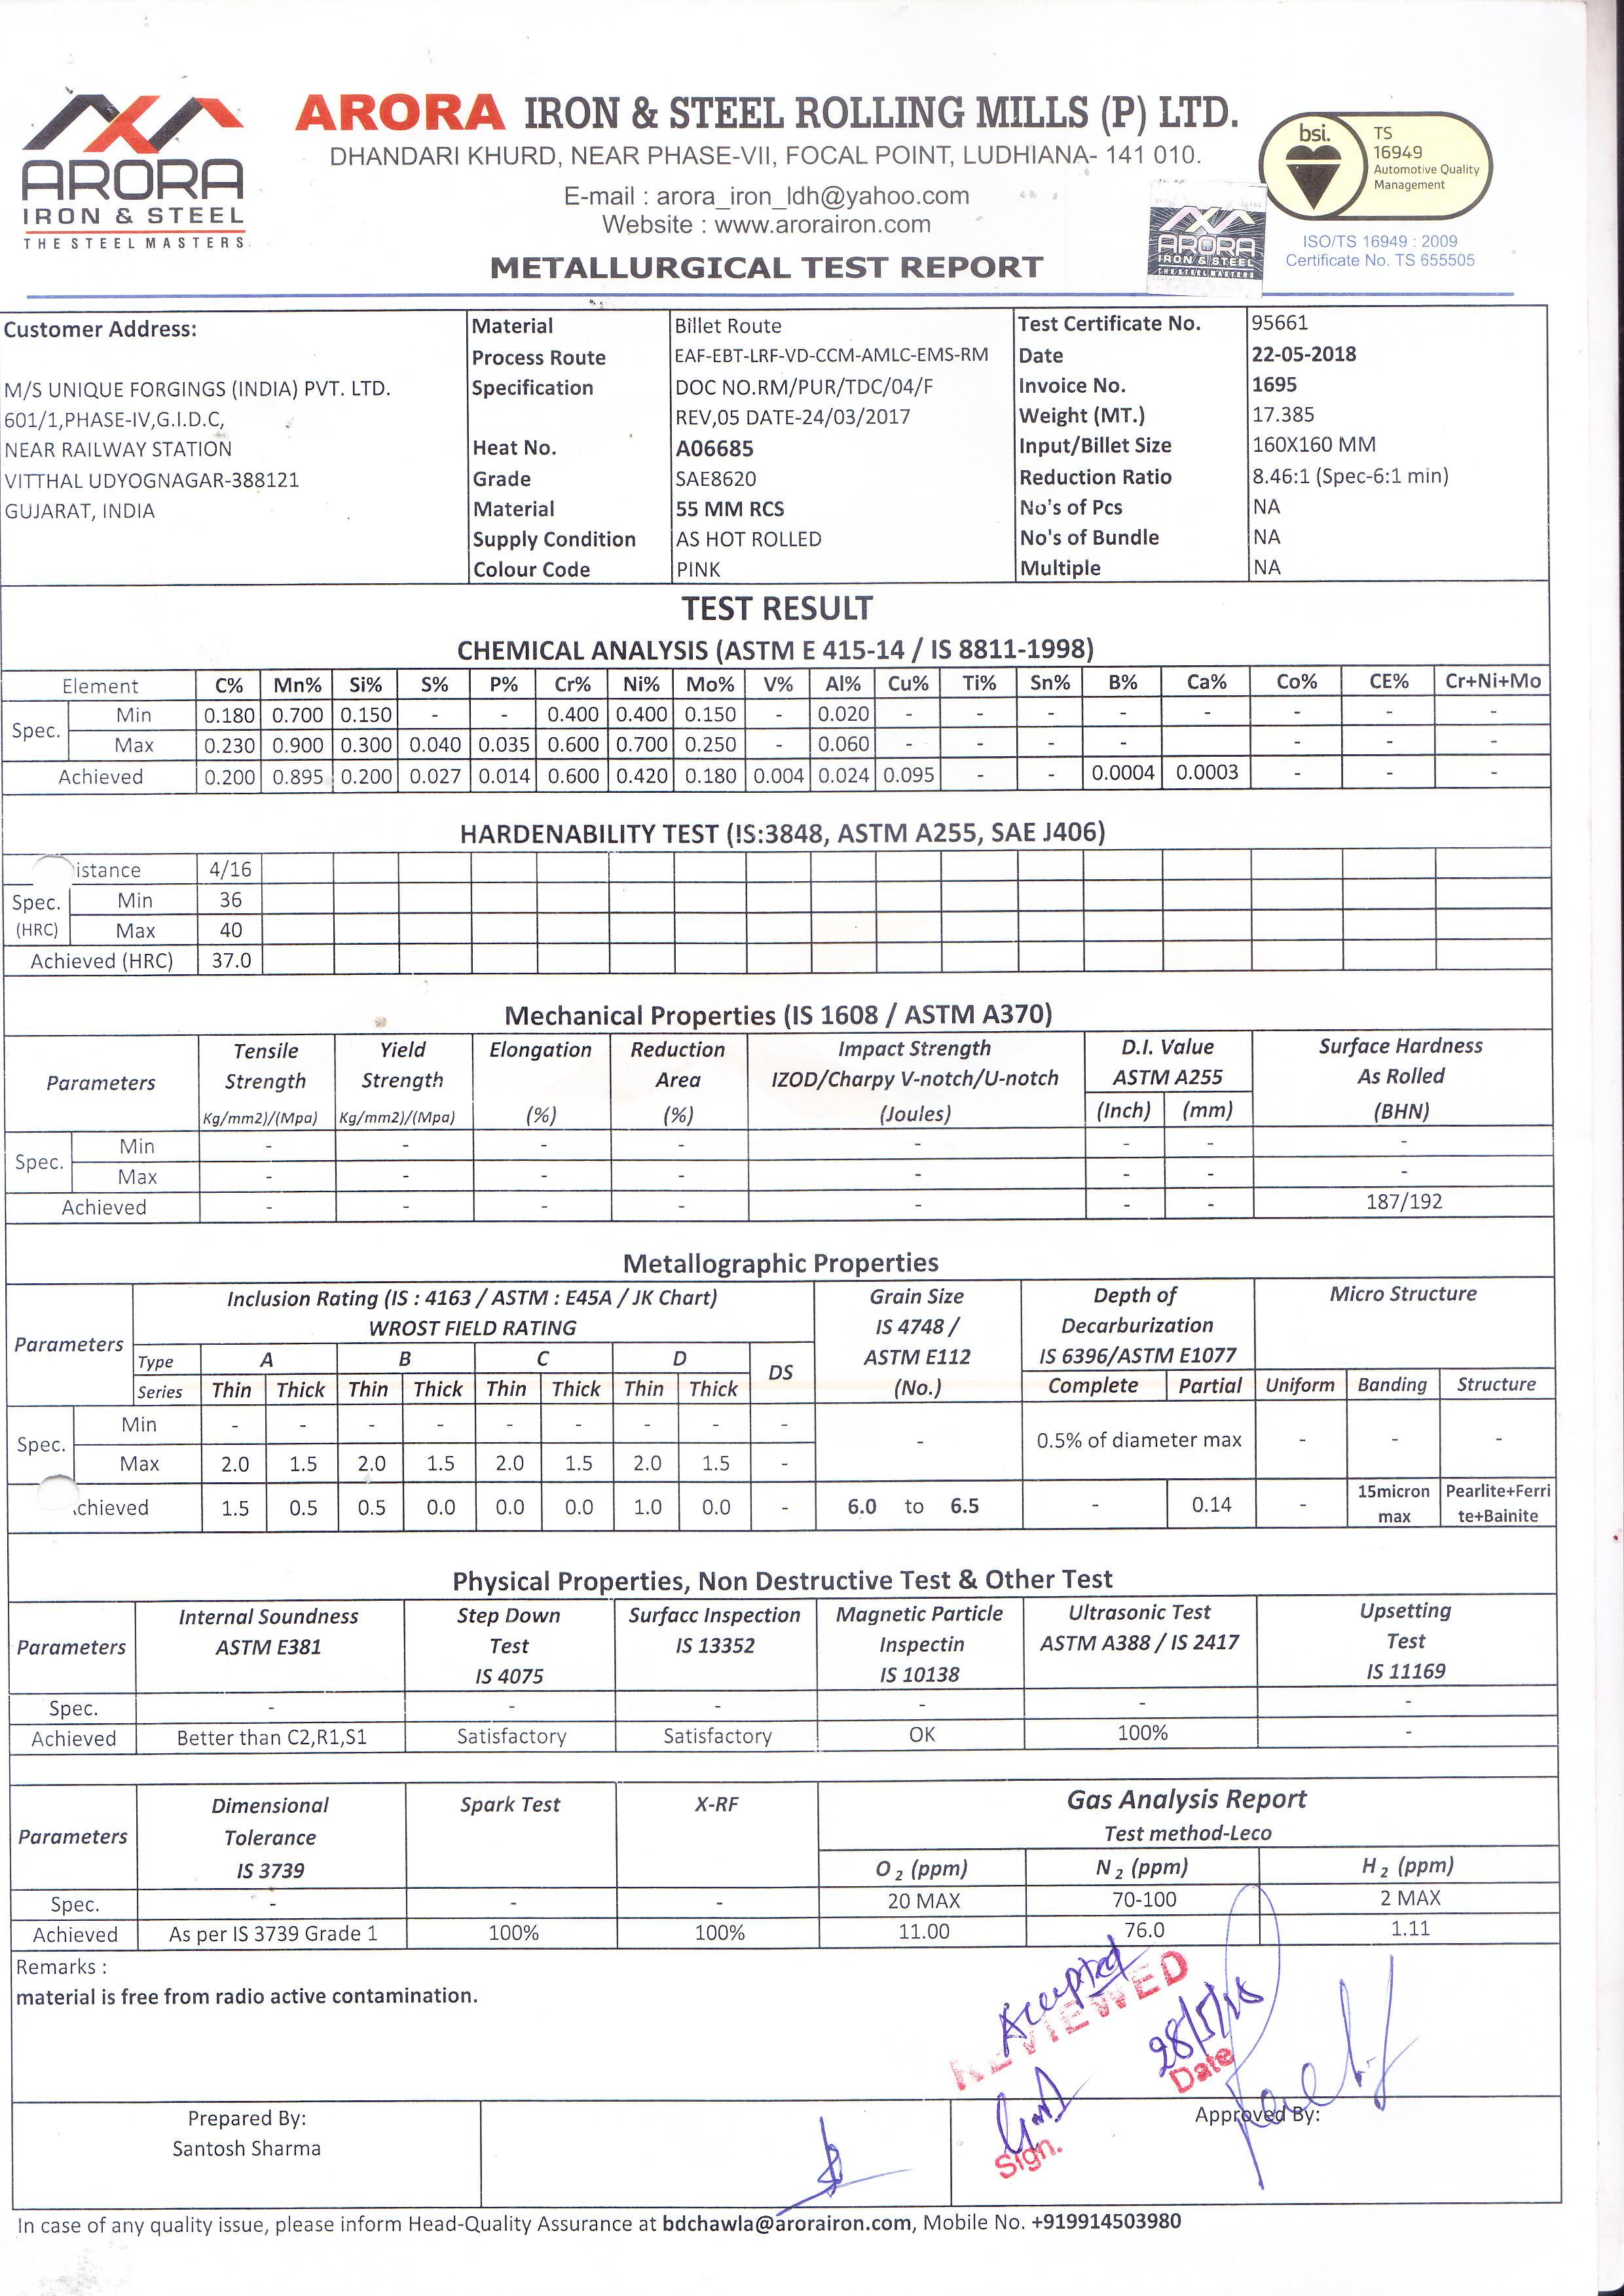 ARORA
IRON & STEEL
THE STEEL MASTERS
ARORA IRON & STEEL ROLLING MILLS (P) LTD.
DHANDARI KHURD, NEAR PHASE-VII, FOCAL POINT, LUDHIANA- 141 010.
E-mail : arora_iron_ldh@yahoo.com
Website : www.arorairon.com
METALLURGICAL TEST REPORT
ARORA
IRON & STEEL
THE STEEL MASTERS
bsi.
TS
16949
Automotive Quality
Management
ISO/TS 16949 : 2009
Certificate No. TS 655505
Customer Address:
M/S UNIQUE FORGINGS (INDIA) PVT. LTD.
601/1,PHASE-IV,G.I.D.C,
NEAR RAILWAY STATION
VITTHAL UDYOGNAGAR-388121
GUJARAT, INDIA
Material Billet Route
Process Route EAF-EBT-LRF-VD-CCM-AMLC-EMS-RM
Specification DOC NO.RM/PUR/TDC/04/F
REV,05 DATE-24/03/2017
Heat No. A06685
Grade SAE8620
Material 55 MM RCS
Supply Condition AS HOT ROLLED
Colour Code PINK
Test Certificate No. 95661
Date 22-05-2018
Invoice No. 1695
Weight (MT.) 17.385
Input/Billet Size 160X160 MM
Reduction Ratio 8.46:1 (Spec-6:1 min)
No's of Pcs NA
No's of Bundle NA
Multiple NA
TEST RESULT
CHEMICAL ANALYSIS (ASTM E 415-14 / IS 8811-1998)
Element C% Mn% Si% S% P% Cr% Ni% Mo% V% Al% Cu% Ti% Sn% B% Ca% Co% CE% Cr+Ni+Mo
Spec. Min 0.180 0.700 0.150 - - 0.400 0.400 0.150 - 0.020 - - - - - - - -
Max 0.230 0.900 0.300 0.040 0.035 0.600 0.700 0.250 - 0.060 - - - - - - -
Achieved 0.200 0.895 0.200 0.027 0.014 0.600 0.420 0.180 0.004 0.024 0.095 - - 0.0004 0.0003 - - -
HARDENABILITY TEST (IS:3848, ASTM A255, SAE J406)
istance 4/16
Spec. (HRC) Min 36
Max 40
Achieved (HRC) 37.0
Mechanical Properties (IS 1608 / ASTM A370)
Parameters
Tensile Strength Kg/mm2)/(Mpa)
Yield Strength Kg/mm2)/(Mpa)
Elongation (%)
Reduction Area (%)
Impact Strength IZOD/Charpy V-notch/U-notch (Joules)
D.I. Value ASTM A255 (Inch) (mm)
Surface Hardness As Rolled (BHN)
Spec. Min - - - - - - - -
Max - - - - - - - -
Achieved - - - - - - - 187/192
Metallographic Properties
Parameters
Inclusion Rating (IS : 4163 / ASTM : E45A / JK Chart)
WROST FIELD RATING
Type A B C D DS
Series Thin Thick Thin Thick Thin Thick Thin Thick
Grain Size IS 4748 / ASTM E112 (No.)
Depth of Decarburization IS 6396/ASTM E1077
Complete Partial
Micro Structure
Uniform Banding Structure
Spec. Min - - - - - - - - -
Max 2.0 1.5 2.0 1.5 2.0 1.5 2.0 1.5 -
- 0.5% of diameter max - - -
chieved 1.5 0.5 0.5 0.0 0.0 0.0 1.0 0.0 - 6.0 to 6.5 - 0.14 - 15micron max Pearlite+Ferrite+Bainite
Physical Properties, Non Destructive Test & Other Test
Parameters
Internal Soundness ASTM E381
Step Down Test IS 4075
Surfacc Inspection IS 13352
Magnetic Particle Inspectin IS 10138
Ultrasonic Test ASTM A388 / IS 2417
Upsetting Test IS 11169
Spec. - - - - - -
Achieved Better than C2,R1,S1 Satisfactory Satisfactory OK 100% -
Parameters
Dimensional Tolerance IS 3739
Spark Test
X-RF
Gas Analysis Report
Test method-Leco
O2 (ppm) N2 (ppm) H2 (ppm)
Spec. - - - 20 MAX 70-100 2 MAX
Achieved As per IS 3739 Grade 1 100% 100% 11.00 76.0 1.11
Remarks :
material is free from radio active contamination.
Accepted
REVIEWED
28/5/18
Date
Sign.
Prepared By:
Santosh Sharma
Approved By:
In case of any quality issue, please inform Head-Quality Assurance at bdchawla@arorairon.com, Mobile No. +919914503980